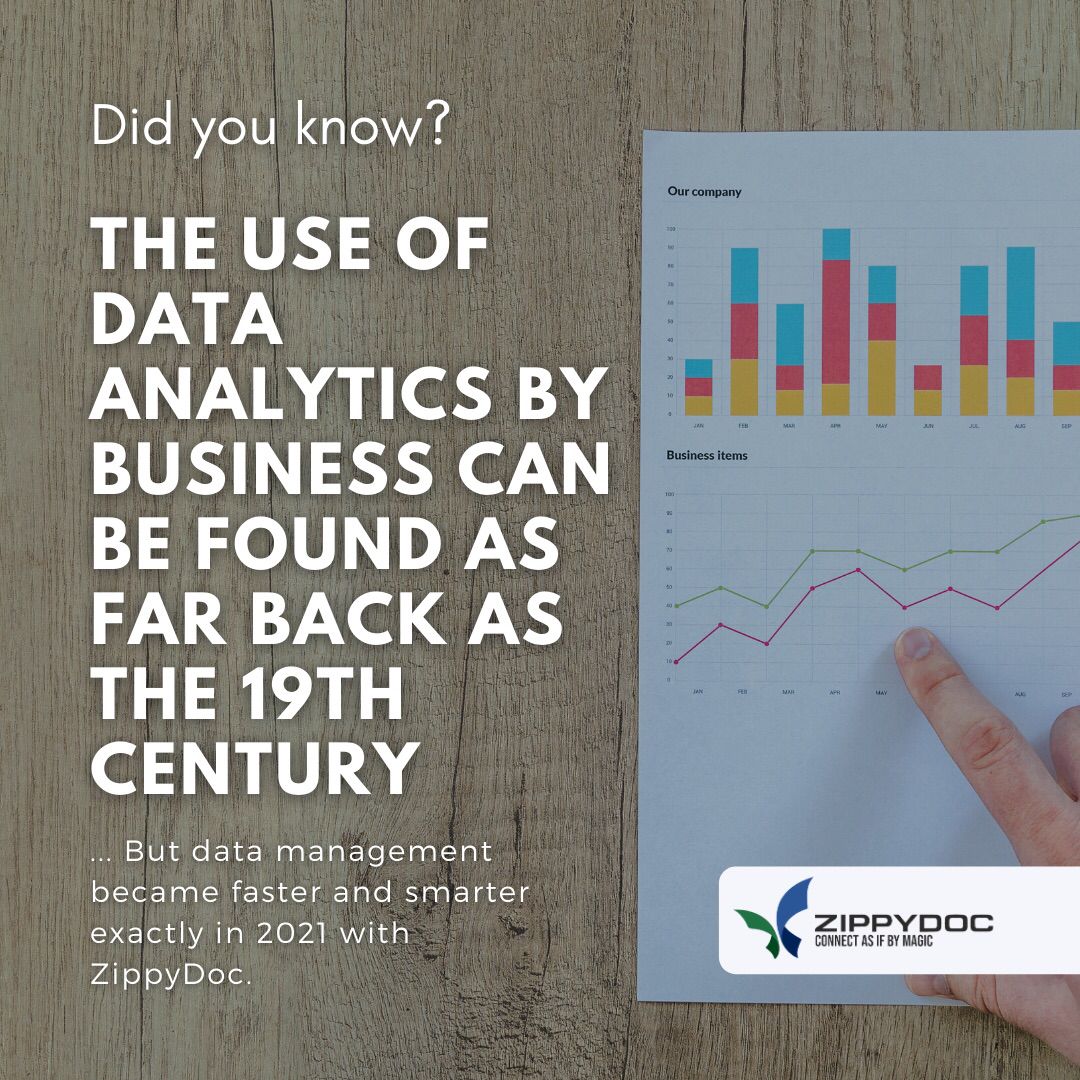 Did you know?
THE USE OF
DATA
ANALYTICS BY
BUSINESS CAN
BE FOUND AS
FAR BACK AS
THE 19TH
CENTURY
... But data management
became faster and smarter
exactly in 2021 with
ZippyDoc.
Our company
100
90
80
70
60
50
40
30
20
10
0
JAN FEB MAR APR MAY JUN JUL AUG SEP
Business items
100
90
80
70
60
50
40
30
20
10
0
JAN FEB MAR APR MAY AUG SEP
ZIPPYDOC
CONNECT AS IF BY MAGIC